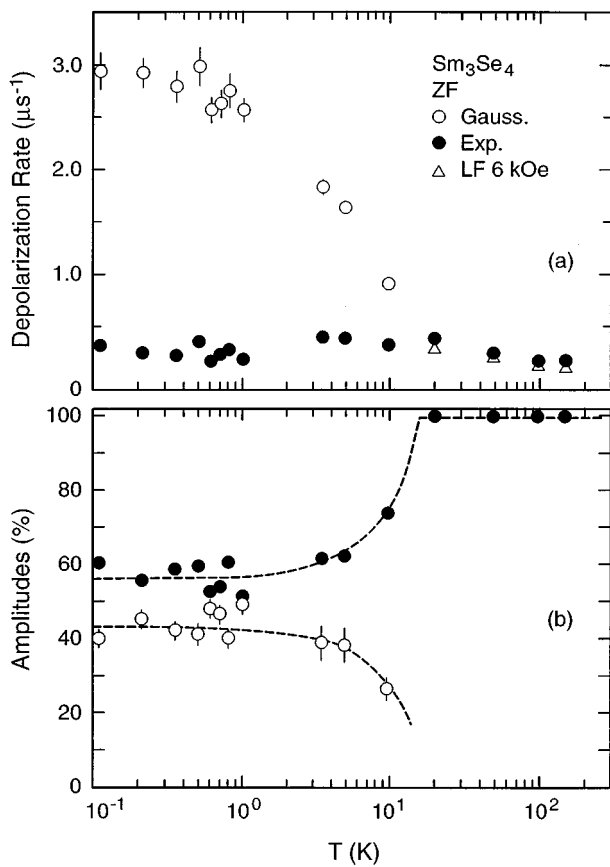 3.0
2.0
1.0
0
Depolarization Rate (μs⁻¹)
Sm₃Se₄
ZF
Gauss.
Exp.
LF 6 kOe
(a)
100
80
60
40
20
0
Amplitudes (%)
(b)
10⁻¹ 10⁰ 10¹ 10²
T (K)